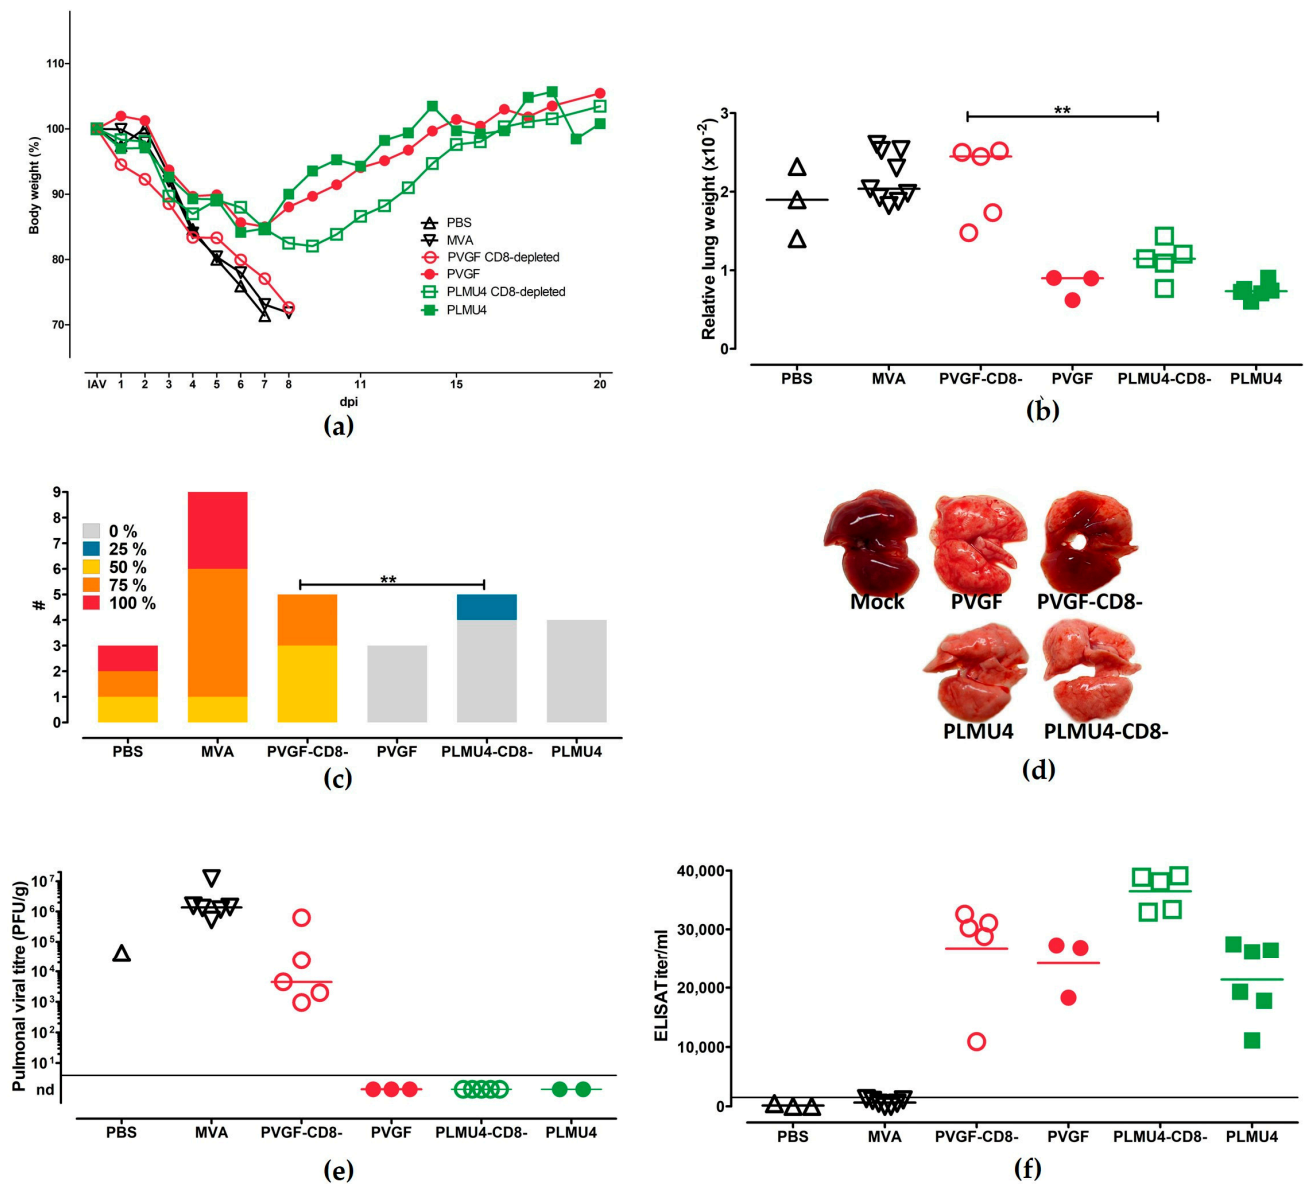 110
100
90
80
70
Body weight (%)
PBS
MVA
PVGF CD8-depleted
PVGF
PLMU4 CD8-depleted
PLMU4
IAV 1 2 3 4 5 6 7 8 11 15 20
dpi
(a)
3
2
1
0
Relative lung weight (x10⁻²)
**
PBS MVA PVGF-CD8- PVGF PLMU4-CD8- PLMU4
(b)
9
8
7
6
5
4
3
2
1
0
#
0 %
25 %
50 %
75 %
100 %
**
PBS MVA PVGF-CD8- PVGF PLMU4-CD8- PLMU4
(c)
Mock PVGF PVGF-CD8-
PLMU4 PLMU4-CD8-
(d)
10⁷
10⁶
10⁵
10⁴
10³
10²
10¹
nd
Pulmonal viral titre (PFU/g)
PBS MVA PVGF-CD8- PVGF PLMU4-CD8- PLMU4
(e)
40,000
30,000
20,000
10,000
0
ELISATiter/ml
PBS MVA PVGF-CD8- PVGF PLMU4-CD8- PLMU4
(f)